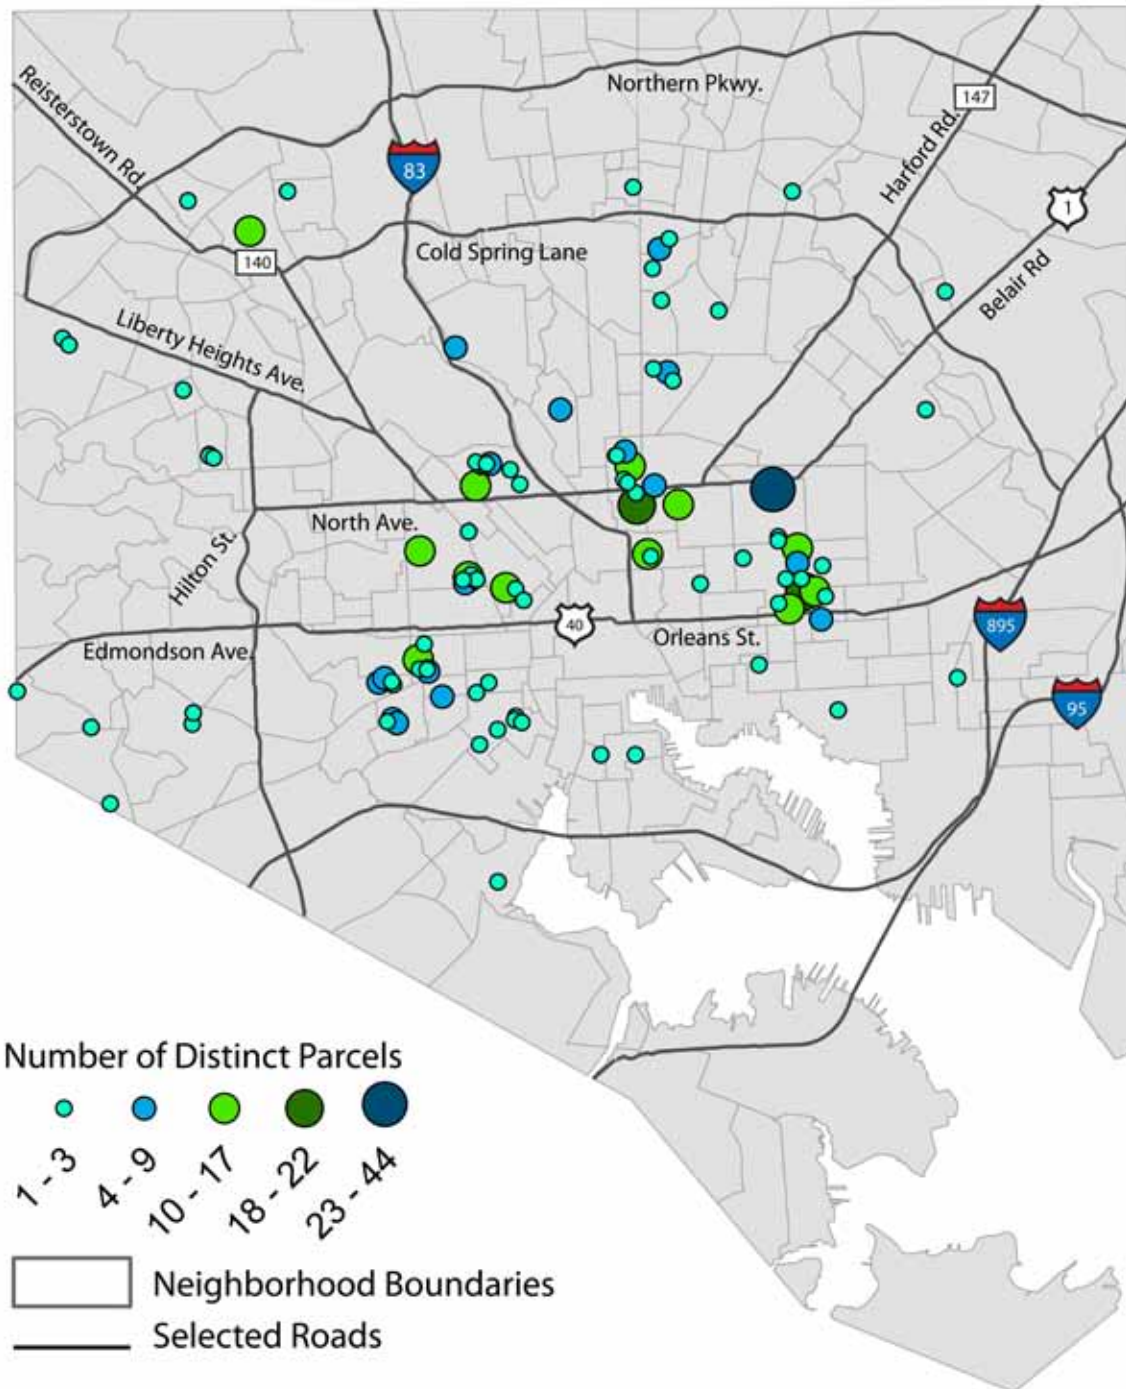 Northern Pkwy.
Reisterstown Rd.
147
Harford Rd.
83
1
Cold Spring Lane
140
Belair Rd
Liberty Heights Ave.
North Ave.
Hilton St.
40
Orleans St.
895
Edmondson Ave.
95
Number of Distinct Parcels
1 - 3
4 - 9
10 - 17
18 - 22
23 - 44
Neighborhood Boundaries
Selected Roads